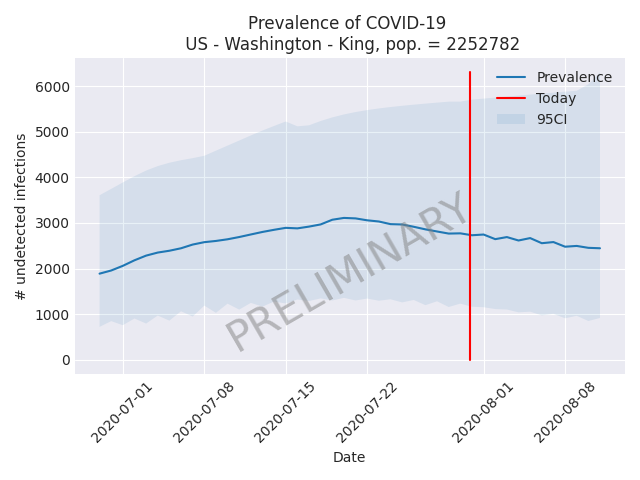 Prevalence of COVID-19
US - Washington - King, pop. = 2252782
# undetected infections
6000
5000
4000
3000
2000
1000
0
Prevalence
Today
95CI
PRELIMINARY
2020-07-01
2020-07-08
2020-07-15
2020-07-22
2020-08-01
2020-08-08
Date